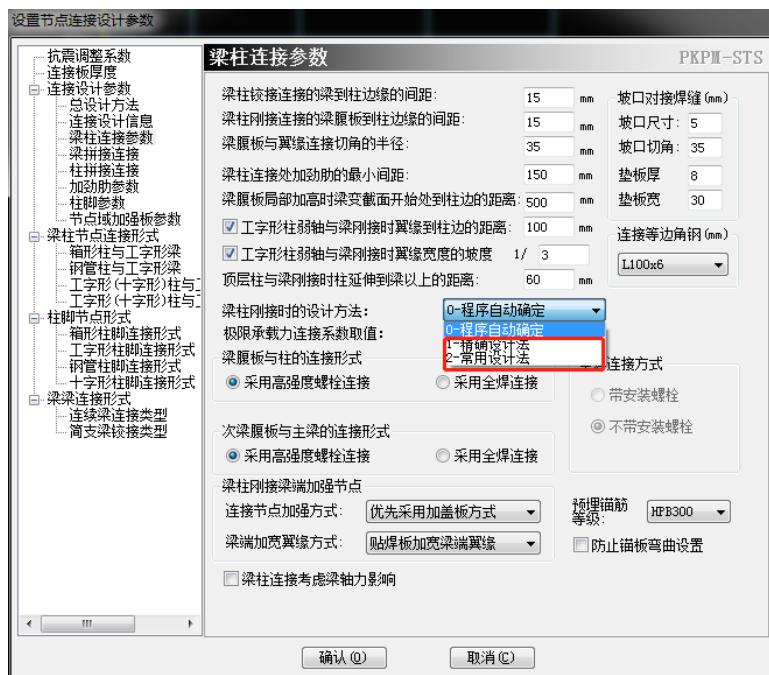 设置节点连接设计参数
抗震调整系数
连接板厚度
连接设计参数
总设计方法
连接设计信息
梁柱连接参数
梁拼接连接
柱拼接连接
加劲肋参数
柱脚参数
节点域加强板参数
梁柱节点连接形式
箱形柱与工字形梁
钢管柱与工字形梁
工字形(十字形)柱与工
工字形(十字形)柱与工
柱脚节点形式
箱形柱脚连接形式
工字形柱脚连接形式
钢管柱脚连接形式
十字形柱脚连接形式
梁梁连接形式
连续梁连接类型
简支梁铰接类型
梁柱连接参数 PKPM-STS
梁柱铰接连接的梁到柱边缘的间距: 15 mm
梁柱刚接连接的梁腹板到柱边缘的间距: 15 mm
梁腹板与翼缘连接切角的半径: 35 mm
梁柱连接处加劲肋的最小间距: 150 mm
梁腹板局部加高时梁变截面开始处到柱边的距离: 500 mm
工字形柱弱轴与梁刚接时翼缘到柱边的距离: 100 mm
工字形柱弱轴与梁刚接时翼缘宽度的坡度 1/ 3
顶层柱与梁刚接时柱延伸到梁以上的距离: 60 mm
坡口对接焊缝(mm)
坡口尺寸: 5
坡口切角: 35
垫板厚 8
垫板宽 30
连接等边角钢(mm)
L100x6
梁柱刚接时的设计方法: 0-程序自动确定
0-程序自动确定
1-精确设计法
2-常用设计法
极限承载力连接系数取值:
梁腹板与柱的连接形式
采用高强度螺栓连接 采用全焊连接
连接方式
带安装螺栓
不带安装螺栓
次梁腹板与主梁的连接形式
采用高强度螺栓连接 采用全焊连接
梁柱刚接梁端加强节点
连接节点加强方式: 优先采用加盖板方式
梁端加宽翼缘方式: 贴焊板加宽梁端翼缘
预埋锚筋等级: HPB300
防止锚板弯曲设置
梁柱连接考虑梁轴力影响
确认(O) 取消(C)